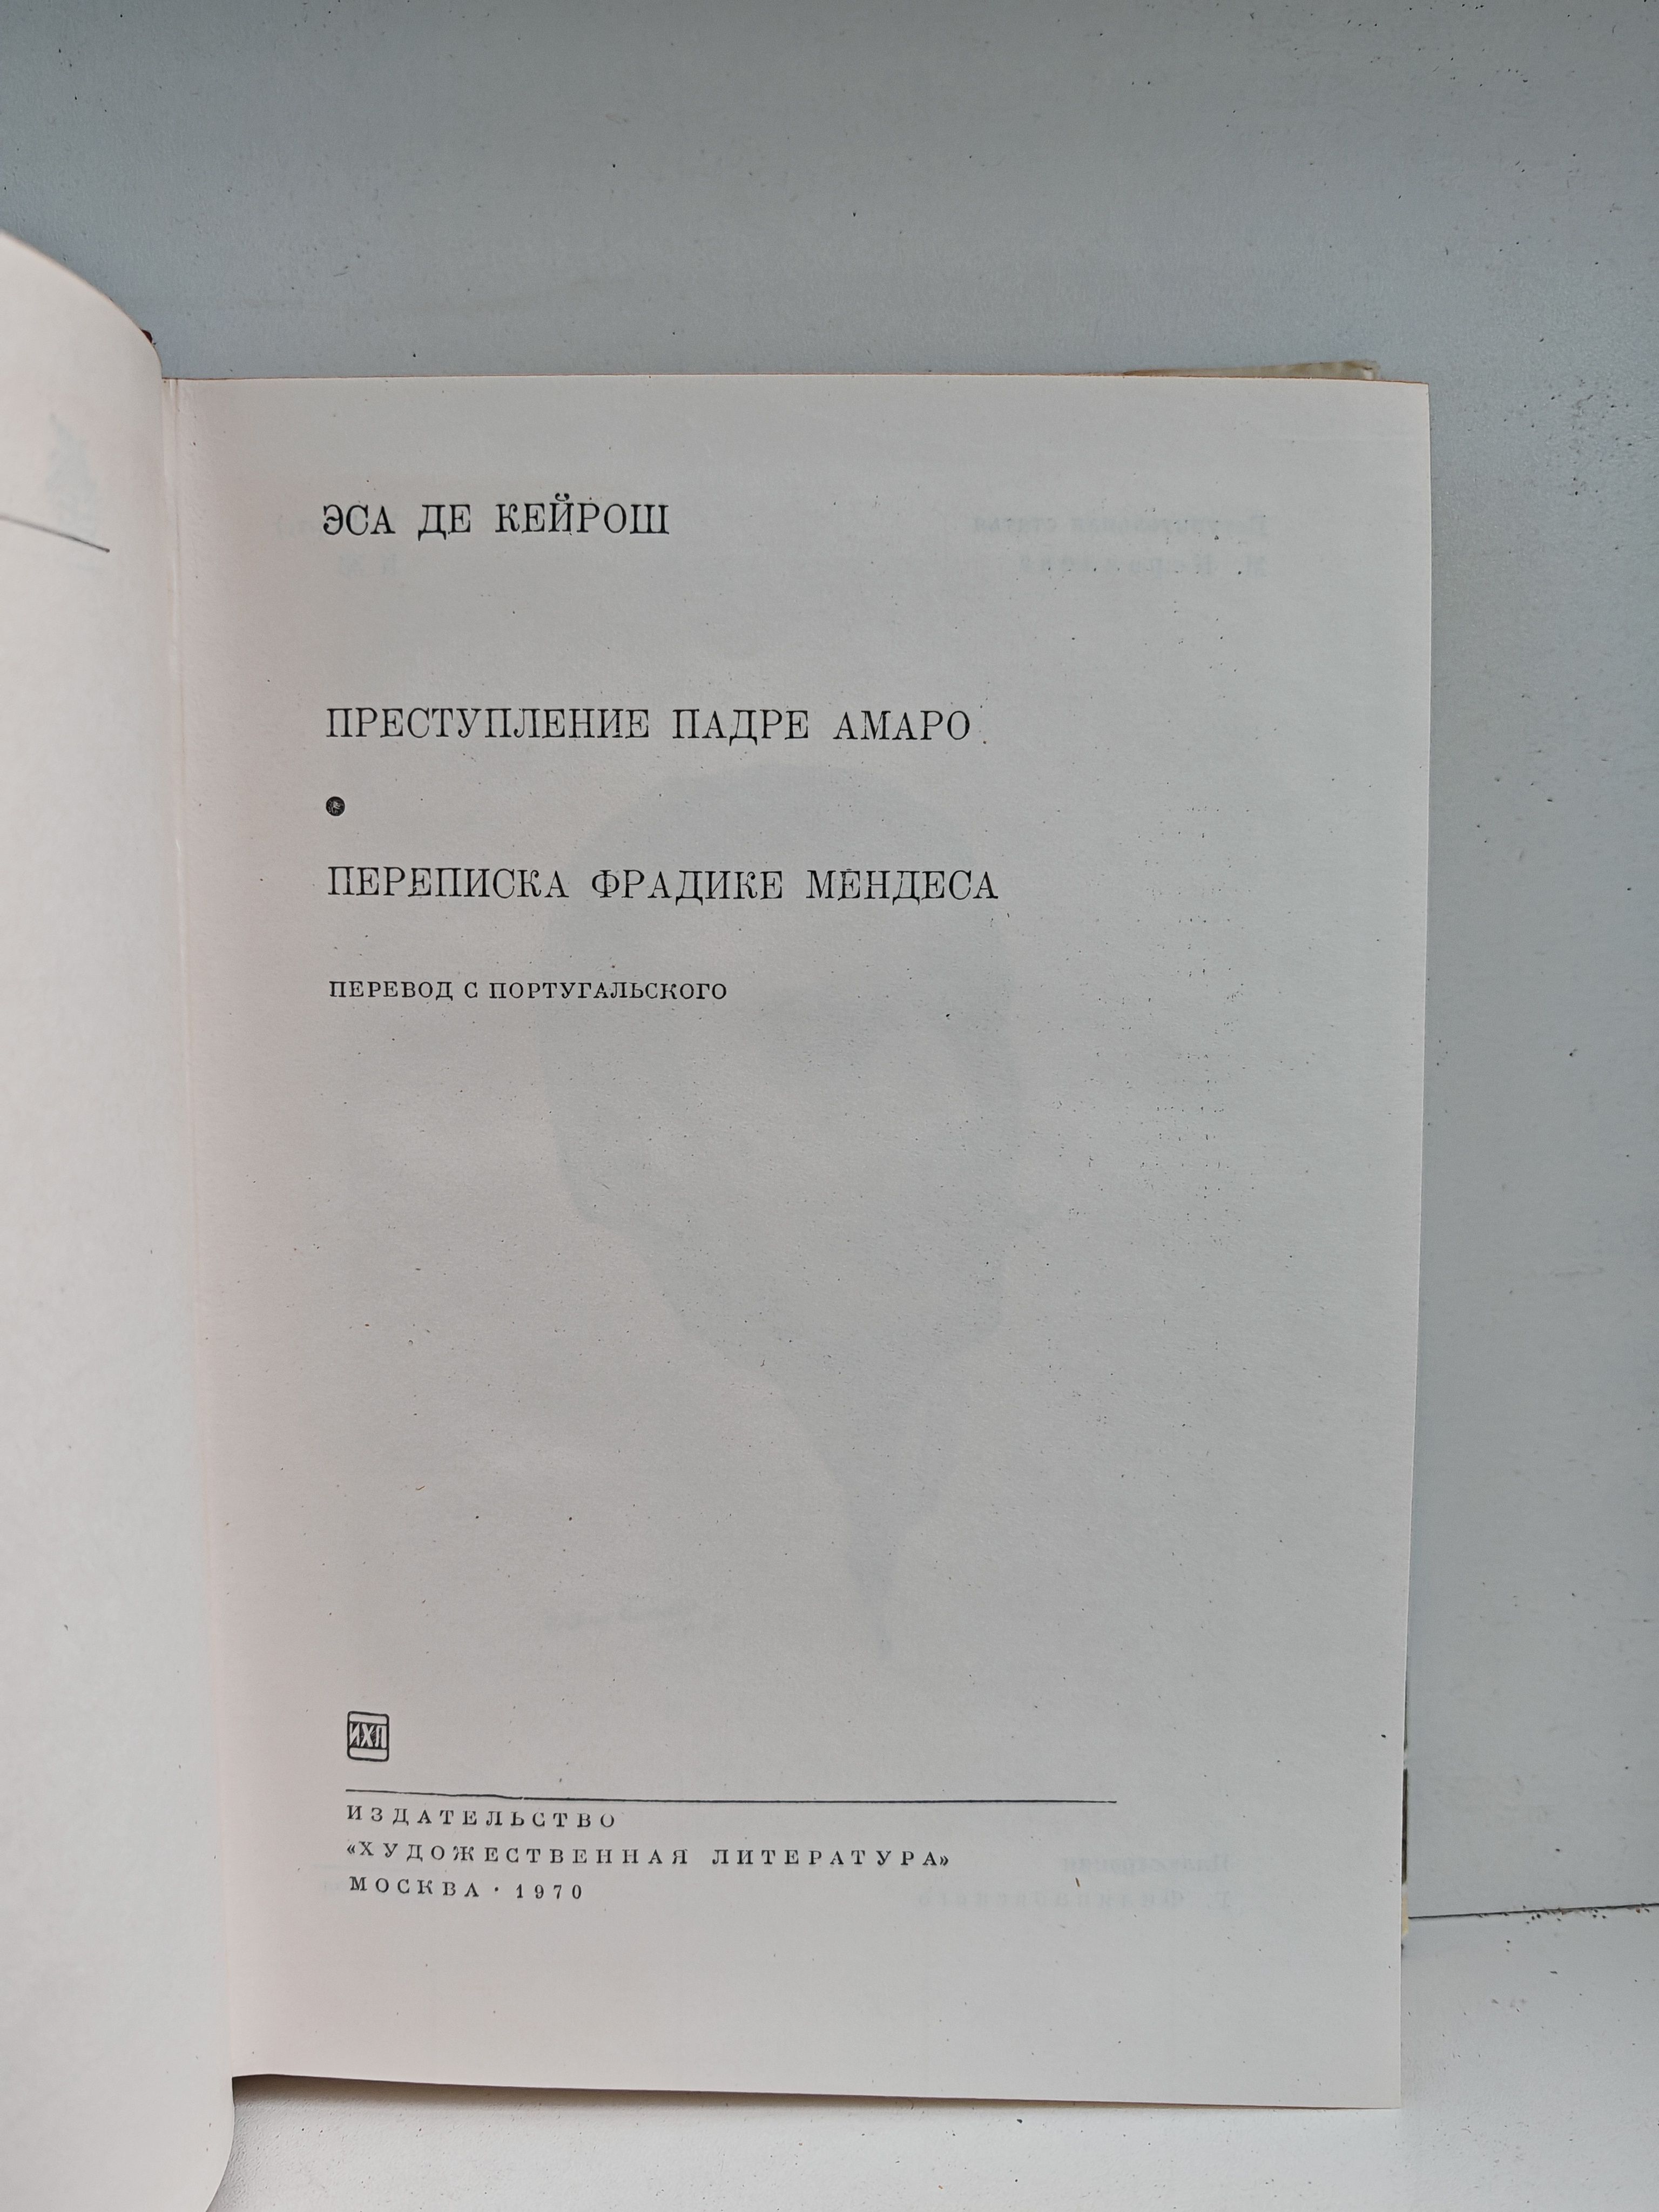 ЭСА ДЕ КЕЙРОШ
ПРЕСТУПЛЕНИЕ ПАДРЕ АМАРО
ПЕРЕПИСКА ФРАДИКЕ МЕНДЕСА
ПЕРЕВОД С ПОРТУГАЛЬСКОГО
ИХЛ
ИЗДАТЕЛЬСТВО
«ХУДОЖЕСТВЕННАЯ ЛИТЕРАТУРА»
МОСКВА · 1970